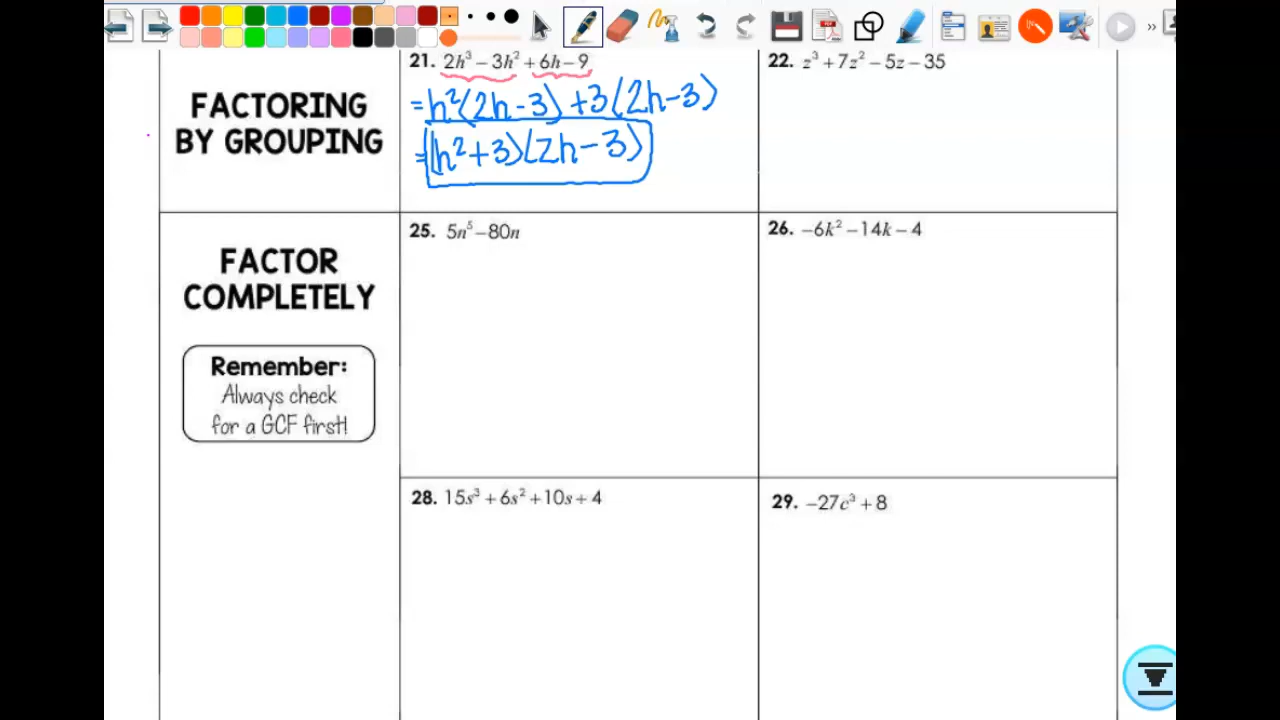 FACTORING
BY GROUPING
21. 2h³ − 3h² + 6h − 9
= h²(2h − 3) + 3(2h − 3)
= (h² + 3)(2h − 3)
22. z³ + 7z² − 5z − 35
FACTOR
COMPLETELY
Remember:
Always check
for a GCF first!
25. 5n⁵ − 80n
26. −6k² − 14k − 4
28. 15s³ + 6s² + 10s + 4
29. −27c³ + 8